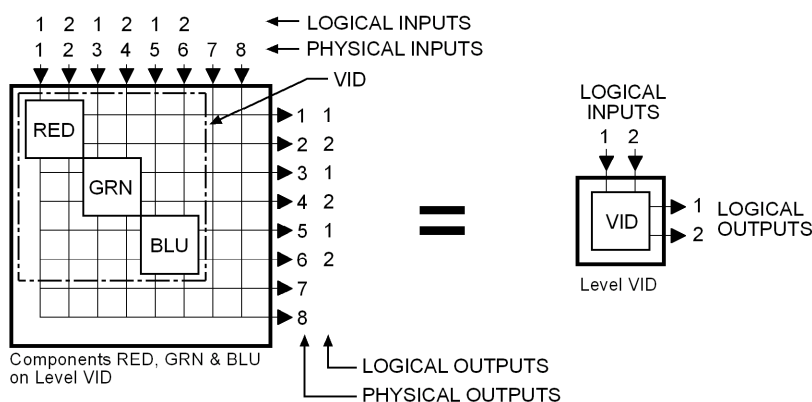 1 2 1 2 1 2 LOGICAL INPUTS
1 2 3 4 5 6 7 8 PHYSICAL INPUTS
VID
RED
GRN
BLU
1 1
2 2
3 1
4 2
5 1
6 2
7
8
Components RED, GRN & BLU
on Level VID
LOGICAL OUTPUTS
PHYSICAL OUTPUTS
=
LOGICAL
INPUTS
1 2
VID
1
2
LOGICAL
OUTPUTS
Level VID